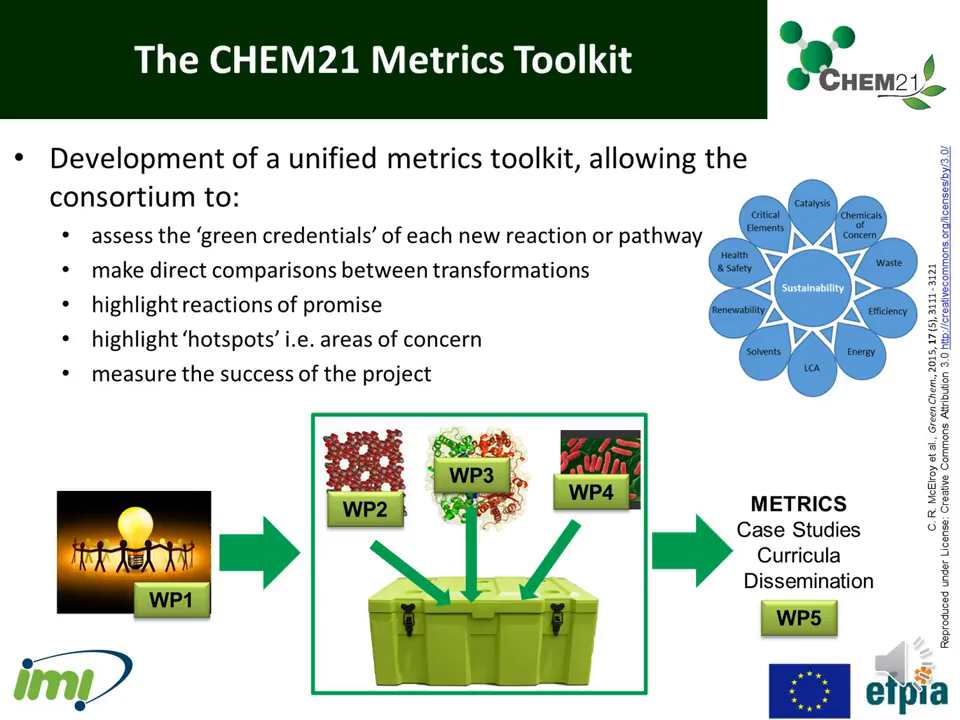 The CHEM21 Metrics Toolkit
CHEM21
• Development of a unified metrics toolkit, allowing the
consortium to:
• assess the ‘green credentials’ of each new reaction or pathway
• make direct comparisons between transformations
• highlight reactions of promise
• highlight ‘hotspots’ i.e. areas of concern
• measure the success of the project
Catalysis
Chemicals
of
Concern
Waste
Efficiency
Energy
LCA
Solvents
Renewability
Health
& Safety
Critical
Elements
Sustainability
C. R. McElroy et al., Green Chem., 2015, 17 (5), 3111 - 3121
Reproduced under License: Creative Commons Attribution 3.0 http://creativecommons.org/licenses/by/3.0/
WP1
WP2
WP3
WP4
METRICS
Case Studies
Curricula
Dissemination
WP5
imi
efpia